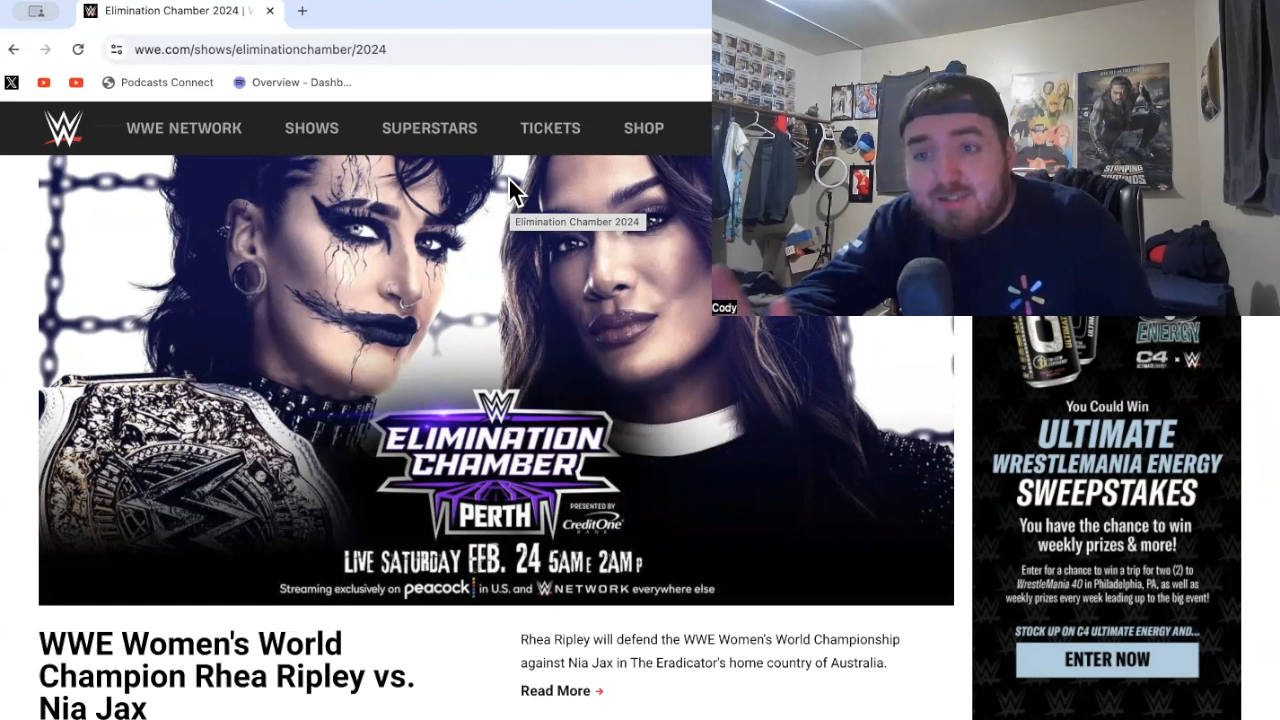 Elimination Chamber 2024 |
wwe.com/shows/eliminationchamber/2024
Podcasts Connect
Overview - Dashb...
WWE NETWORK
SHOWS
SUPERSTARS
TICKETS
SHOP
Elimination Chamber 2024
STOMPING
GROUNDS
Cody
ELIMINATION
CHAMBER
PERTH
PRESENTED BY
CreditOne
BANK
LIVE SATURDAY FEB. 24 5AM E 2AM P
Streaming exclusively on peacock in U.S. and W NETWORK everywhere else
WWE Women's World
Champion Rhea Ripley vs.
Nia Jax
Rhea Ripley will defend the WWE Women's World Championship
against Nia Jax in The Eradicator's home country of Australia.
Read More
ENERGY
C4 x W
You Could Win
ULTIMATE
WRESTLEMANIA ENERGY
SWEEPSTAKES
You have the chance to win
weekly prizes & more!
Enter for a chance to win a trip for two (2) to
WrestleMania 40 in Philadelphia, PA, as well as
weekly prizes every week leading up to the big event!
STOCK UP ON C4 ULTIMATE ENERGY AND...
ENTER NOW